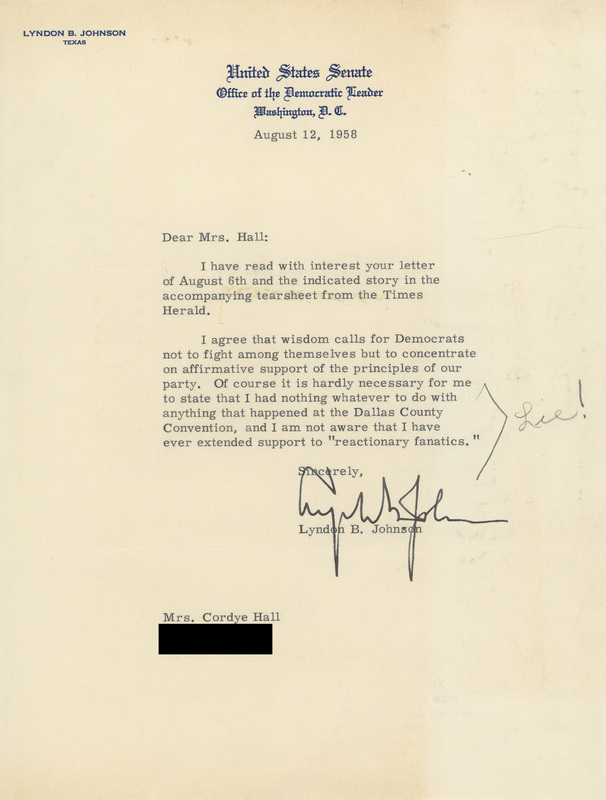 LYNDON B. JOHNSON
TEXAS
United States Senate
Office of the Democratic Leader
Washington, D. C.
August 12, 1958
Dear Mrs. Hall:
I have read with interest your letter
of August 6th and the indicated story in the
accompanying tearsheet from the Times
Herald.
I agree that wisdom calls for Democrats
not to fight among themselves but to concentrate
on affirmative support of the principles of our
party. Of course it is hardly necessary for me
to state that I had nothing whatever to do with
anything that happened at the Dallas County
Convention, and I am not aware that I have
ever extended support to "reactionary fanatics."
Lie!
Sincerely,
Lyndon B. Johnson
Lyndon B. Johnson
Mrs. Cordye Hall